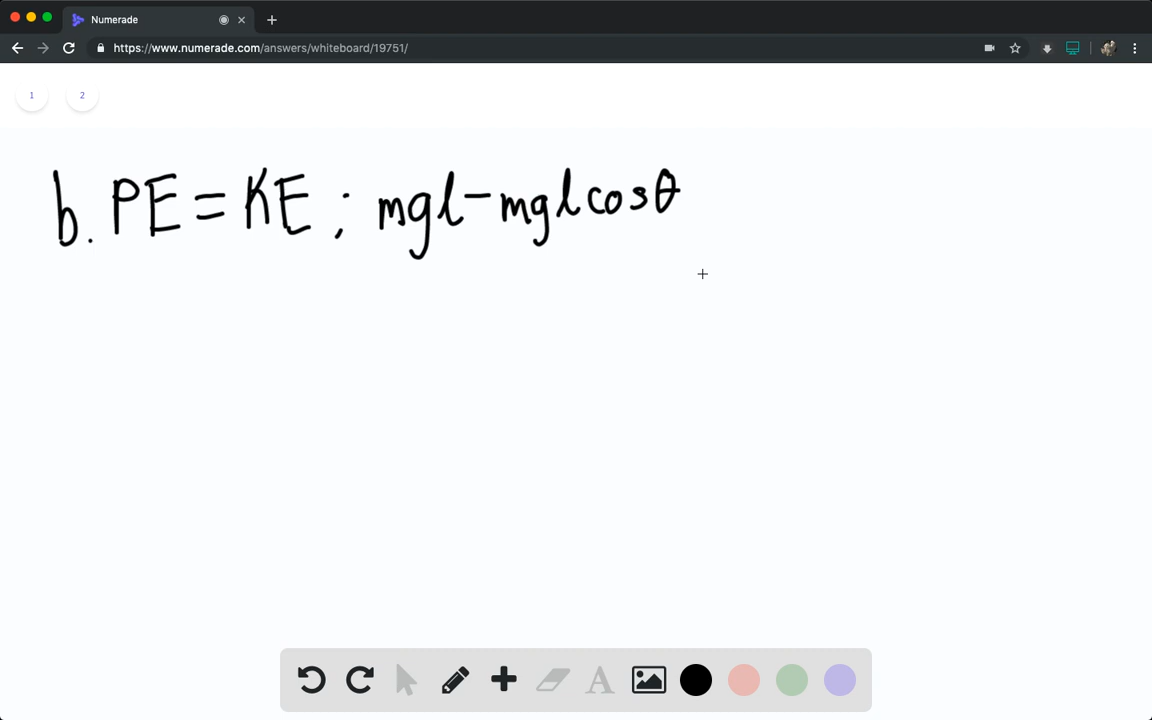 Numerade
https://www.numerade.com/answers/whiteboard/19751/
1 2
b. PE = KE ; mgl - mgl cosθ
A